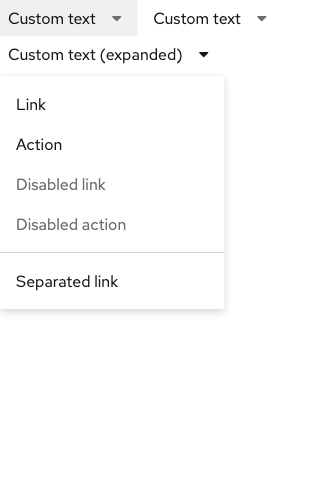 Custom text Custom text
Custom text (expanded)
Link
Action
Disabled link
Disabled action
Separated link